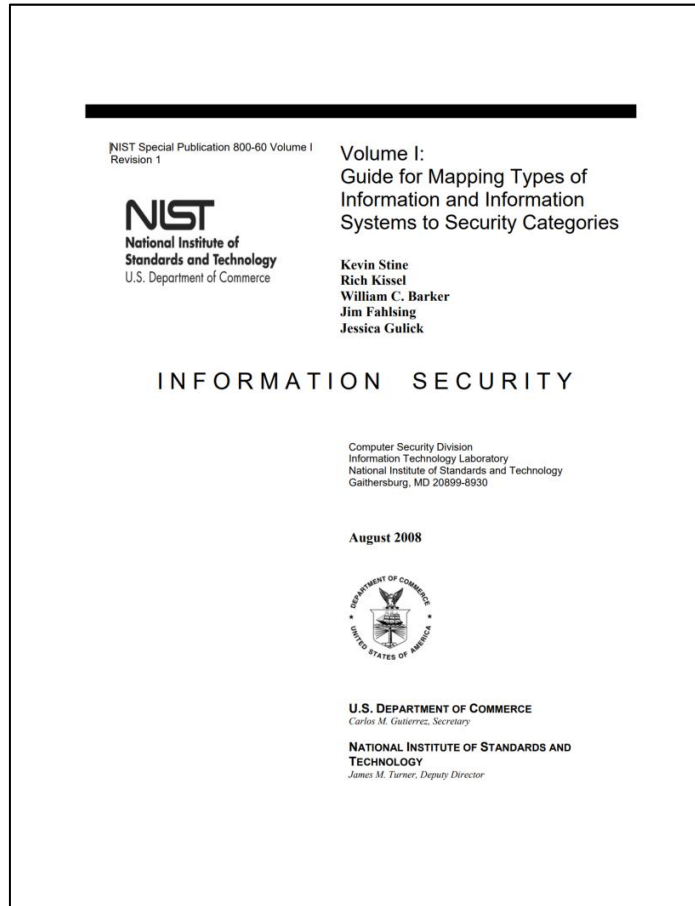 NIST Special Publication 800-60 Volume I
Revision 1
NIST
National Institute of
Standards and Technology
U.S. Department of Commerce
Volume I:
Guide for Mapping Types of
Information and Information
Systems to Security Categories
Kevin Stine
Rich Kissel
William C. Barker
Jim Fahlsing
Jessica Gulick
INFORMATION SECURITY
Computer Security Division
Information Technology Laboratory
National Institute of Standards and Technology
Gaithersburg, MD 20899-8930
August 2008
DEPARTMENT OF COMMERCE
UNITED STATES OF AMERICA
U.S. DEPARTMENT OF COMMERCE
Carlos M. Gutierrez, Secretary
NATIONAL INSTITUTE OF STANDARDS AND
TECHNOLOGY
James M. Turner, Deputy Director